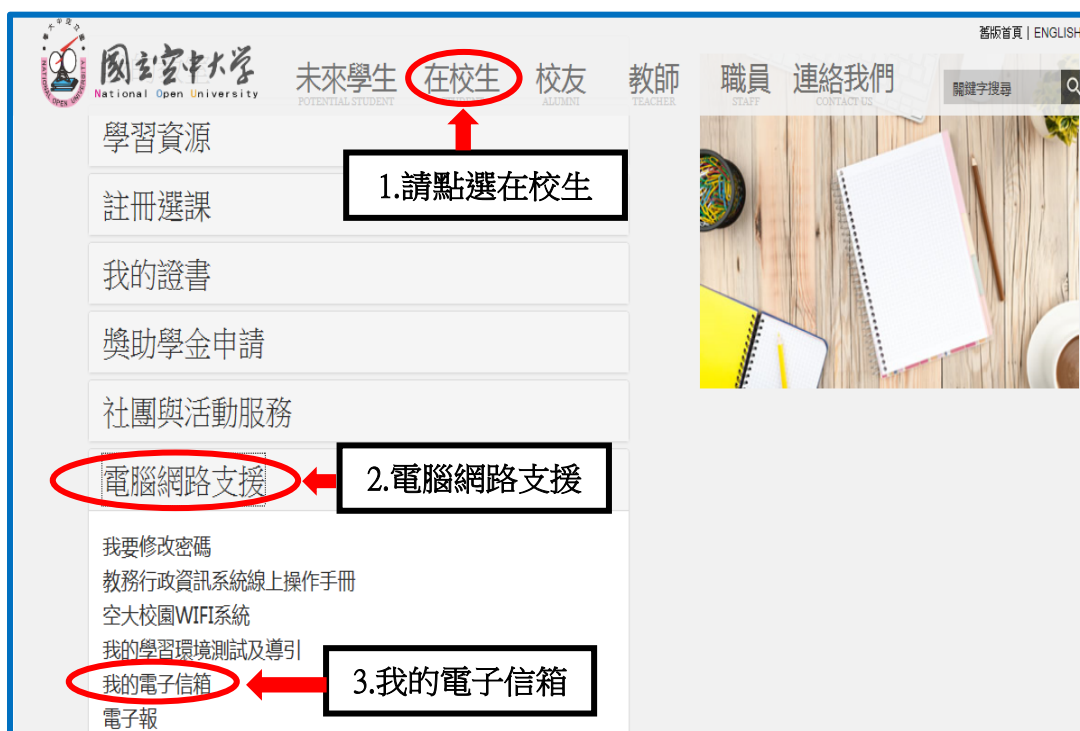 舊版首頁 | ENGLISH
國立空中大學
National Open University
未來學生 在校生 校友 教師 職員 連絡我們
POTENTIAL STUDENT ALUMNI TEACHER STAFF CONTACT US
關鍵字搜尋
學習資源
1.請點選在校生
註冊選課
我的證書
獎助學金申請
社團與活動服務
電腦網路支援
2.電腦網路支援
我要修改密碼
教務行政資訊系統線上操作手冊
空大校園WIFI系統
我的學習環境測試及導引
我的電子信箱
3.我的電子信箱
電子報